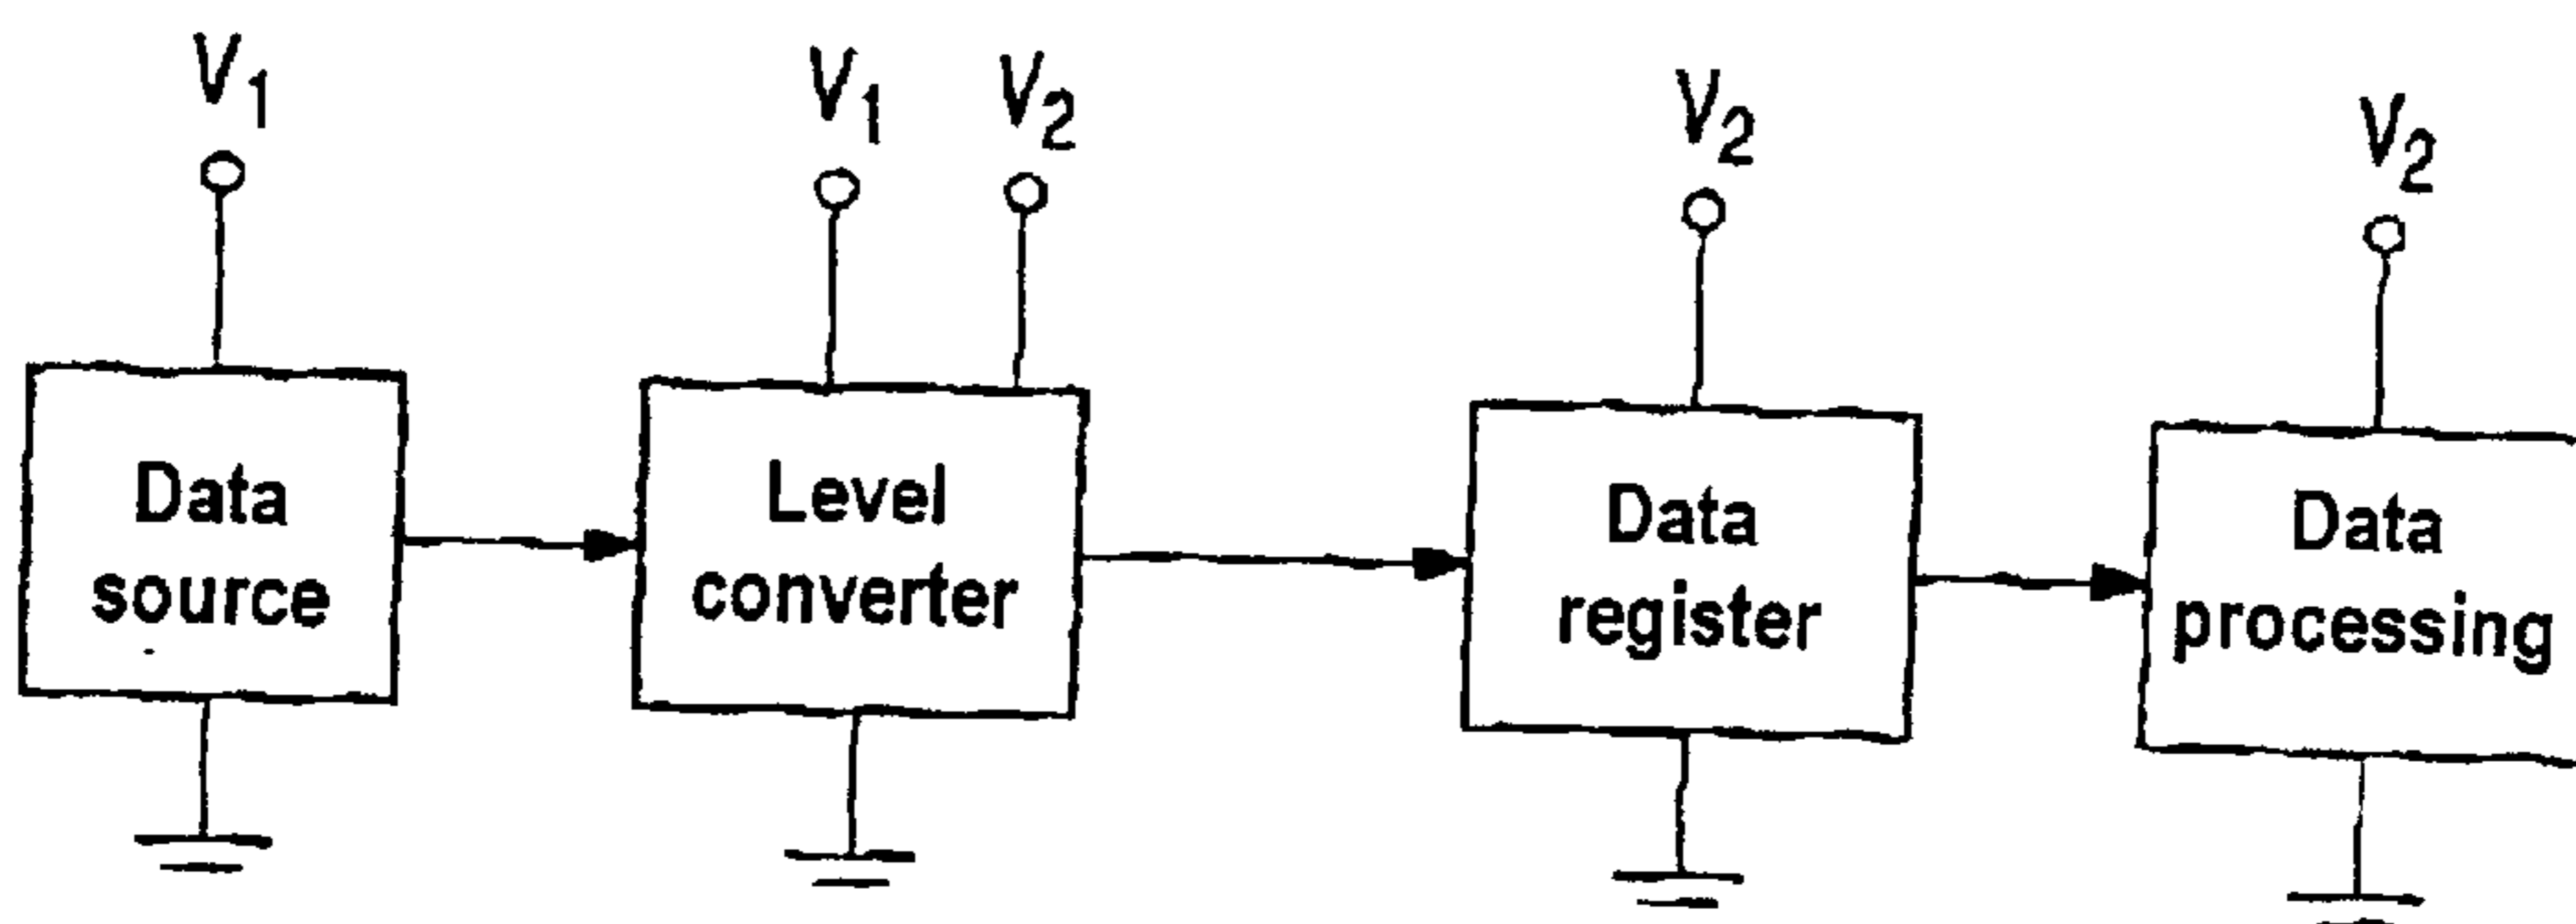 V₁
V₁ V₂
V₂
V₂
Data
source
Level
converter
Data
register
Data
processing